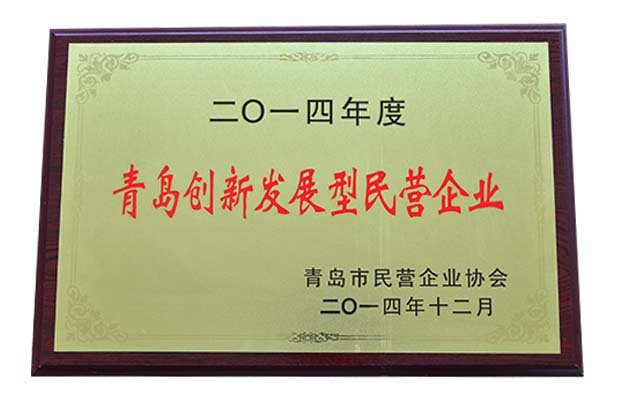 二〇一四年度
青岛创新发展型民营企业
青岛市民营企业协会
二〇一四年十二月